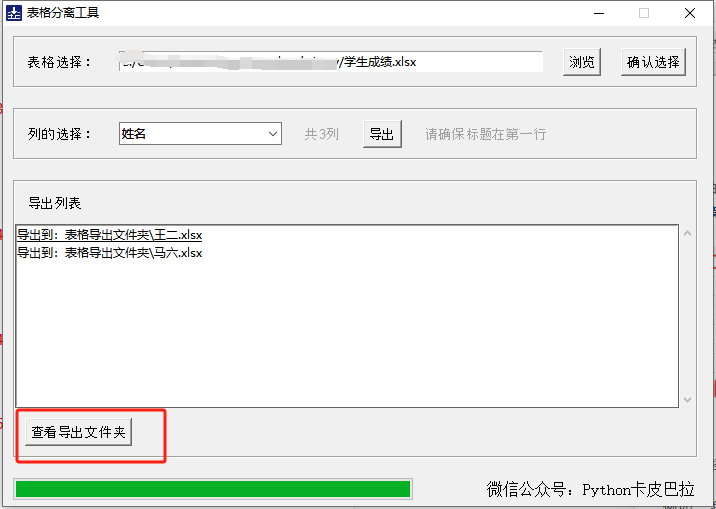 表格分离工具
表格选择： /学生成绩.xlsx 浏览 确认选择
列的选择： 姓名 共3列 导出 请确保标题在第一行
导出列表
导出到：表格导出文件夹\王二.xlsx
导出到：表格导出文件夹\马六.xlsx
查看导出文件夹
微信公众号：Python卡皮巴拉